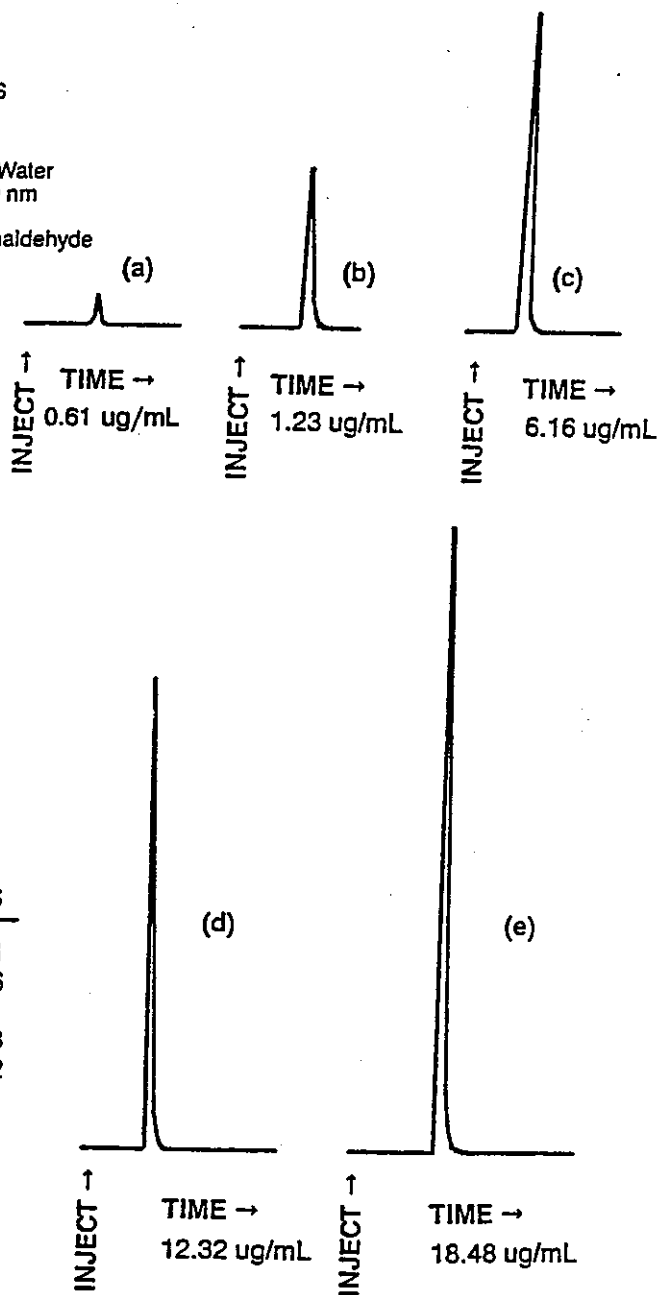 Water
nm
(a)
(b)
(c)
INJECT →
TIME →
0.61 ug/mL
INJECT →
TIME →
1.23 ug/mL
INJECT →
TIME →
6.16 ug/mL
(d)
(e)
INJECT →
TIME →
12.32 ug/mL
INJECT →
TIME →
18.48 ug/mL